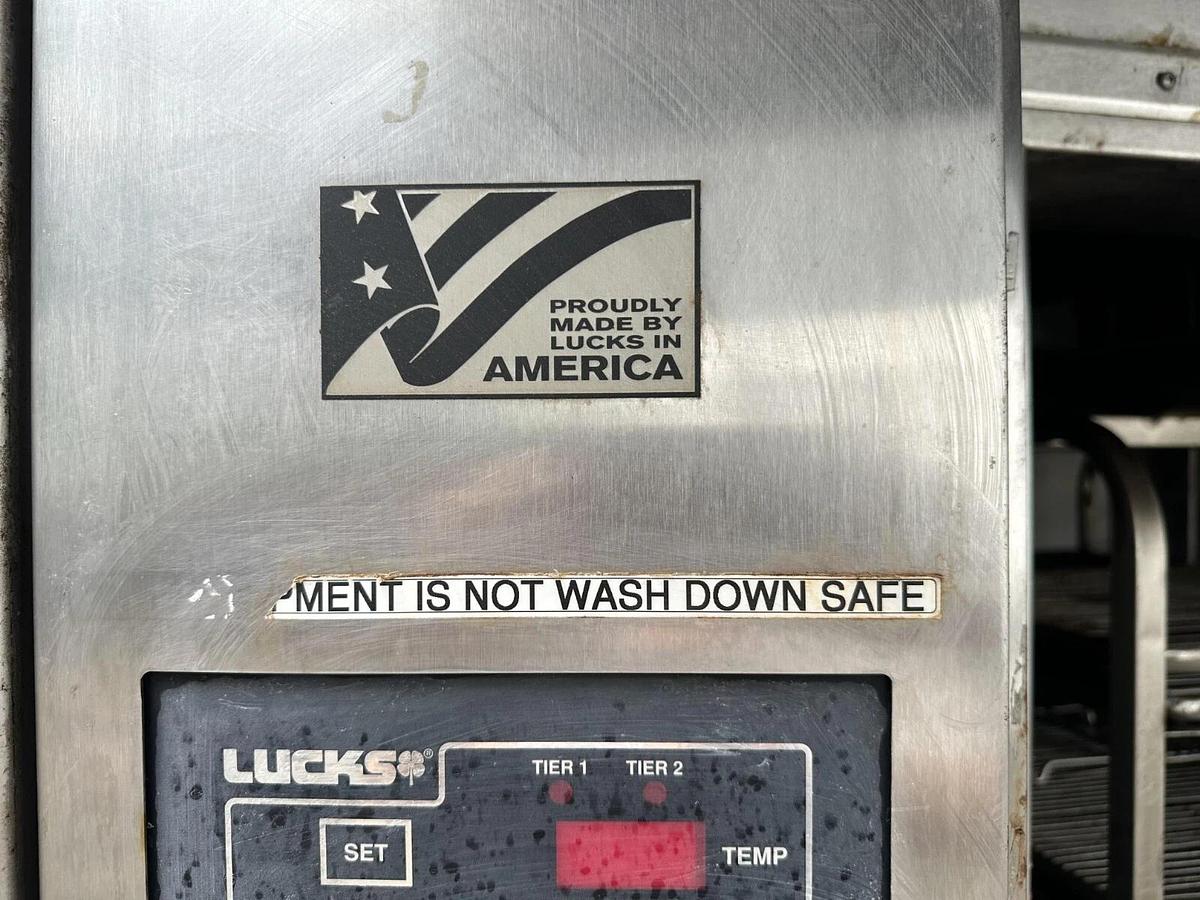 PROUDLY
MADE BY
LUCKS IN
AMERICA
PMENT IS NOT WASH DOWN SAFE
LUCKS®
TIER 1 TIER 2
SET
TEMP